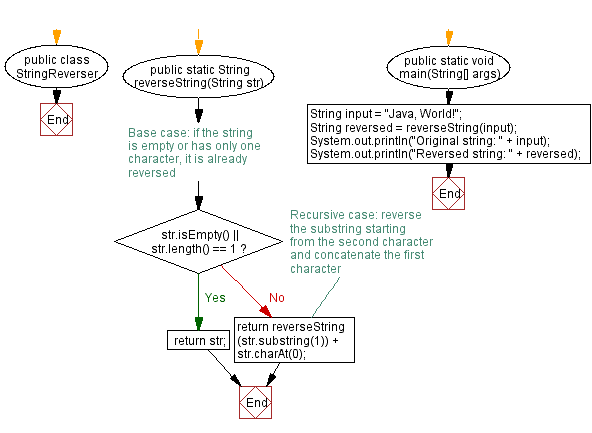 public class
StringReverser
End
public static String
reverseString(String str)
Base case: if the string
is empty or has only one
character, it is already
reversed
str.isEmpty() ||
str.length() == 1 ?
Yes
No
Recursive case: reverse
the substring starting
from the second character
and concatenate the first
character
return str;
return reverseString
(str.substring(1)) +
str.charAt(0);
End
public static void
main(String[] args)
String input = "Java, World!";
String reversed = reverseString(input);
System.out.println("Original string: " + input);
System.out.println("Reversed string: " + reversed);
End